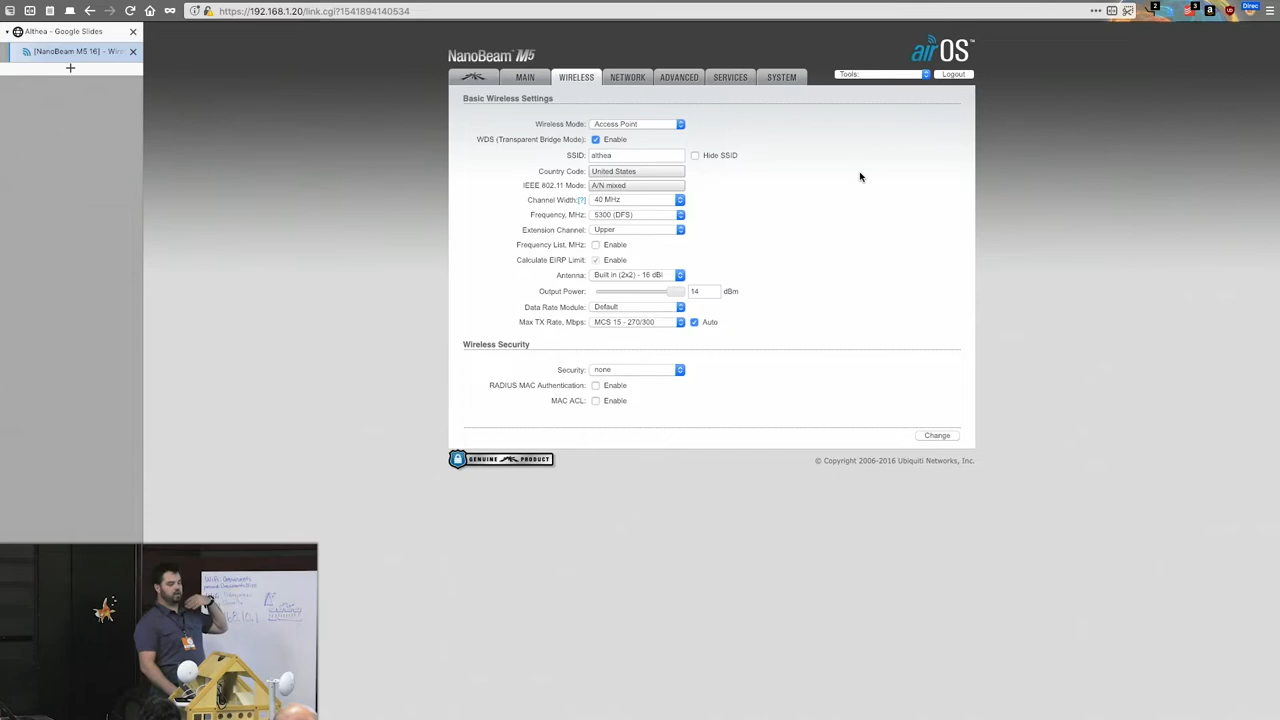 https://192.168.1.20/link.cgi?1541894140534
2
3
Direc
Althea - Google Slides
[NanoBeam M5 16] - Wire
NanoBeam M5
airOS™
MAIN
WIRELESS
NETWORK
ADVANCED
SERVICES
SYSTEM
Tools:
Logout
Basic Wireless Settings
Wireless Mode: Access Point
WDS (Transparent Bridge Mode): Enable
SSID: althea Hide SSID
Country Code: United States
IEEE 802.11 Mode: A/N mixed
Channel Width:[?] 40 MHz
Frequency, MHz: 5300 (DFS)
Extension Channel: Upper
Frequency List, MHz: Enable
Calculate EIRP Limit: Enable
Antenna: Built in (2x2) - 16 dBi
Output Power: 14 dBm
Data Rate Module: Default
Max TX Rate, Mbps: MCS 15 - 270/300 Auto
Wireless Security
Security: none
RADIUS MAC Authentication: Enable
MAC ACL: Enable
Change
GENUINE PRODUCT
© Copyright 2006-2016 Ubiquiti Networks, Inc.